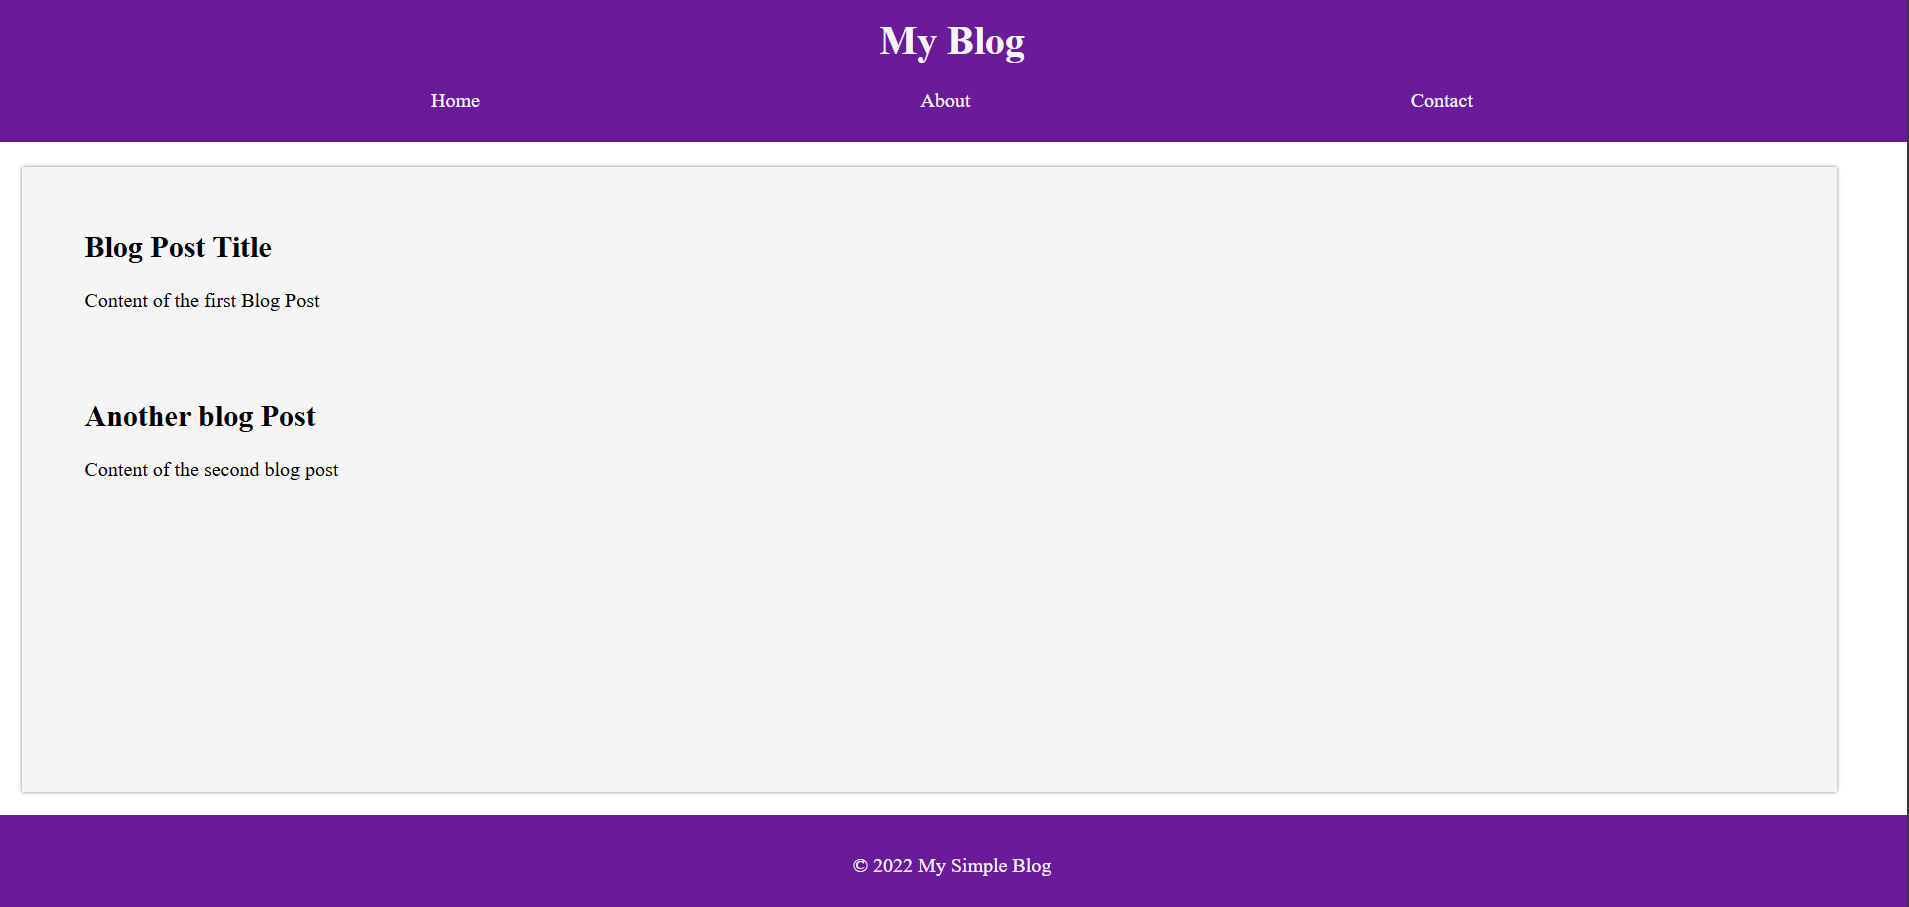 My Blog
Home About Contact
Blog Post Title
Content of the first Blog Post
Another blog Post
Content of the second blog post
© 2022 My Simple Blog